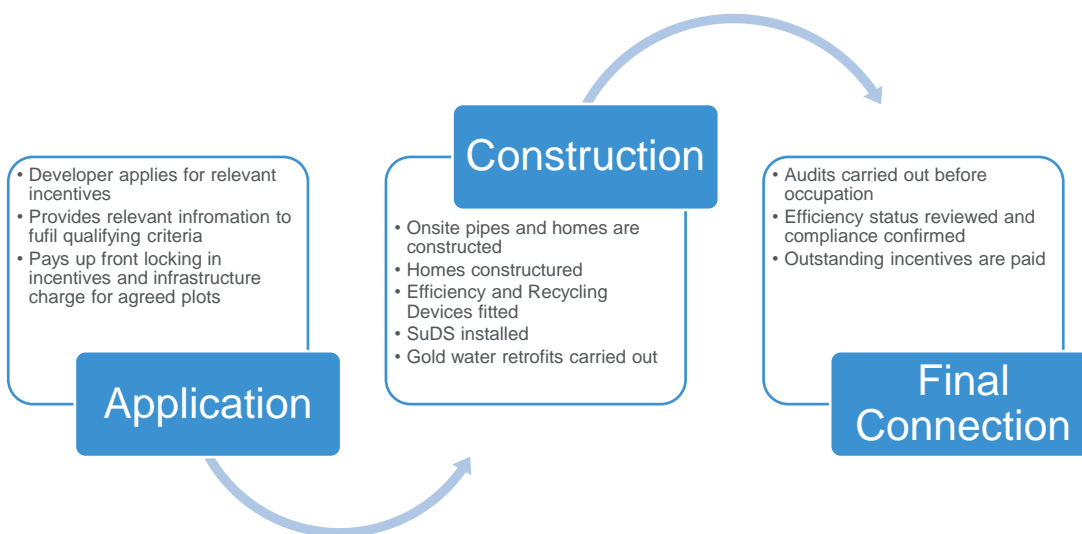 • Developer applies for relevant
incentives
• Provides relevant infromation to
fufil qualifying criteria
• Pays up front locking in
incentives and infrastructure
charge for agreed plots
Application
Construction
• Onsite pipes and homes are
constructed
• Homes constructured
• Efficiency and Recycling
Devices fitted
• SuDS installed
• Gold water retrofits carried out
• Audits carried out before
occupation
• Efficiency status reviewed and
compliance confirmed
• Outstanding incentives are paid
Final
Connection